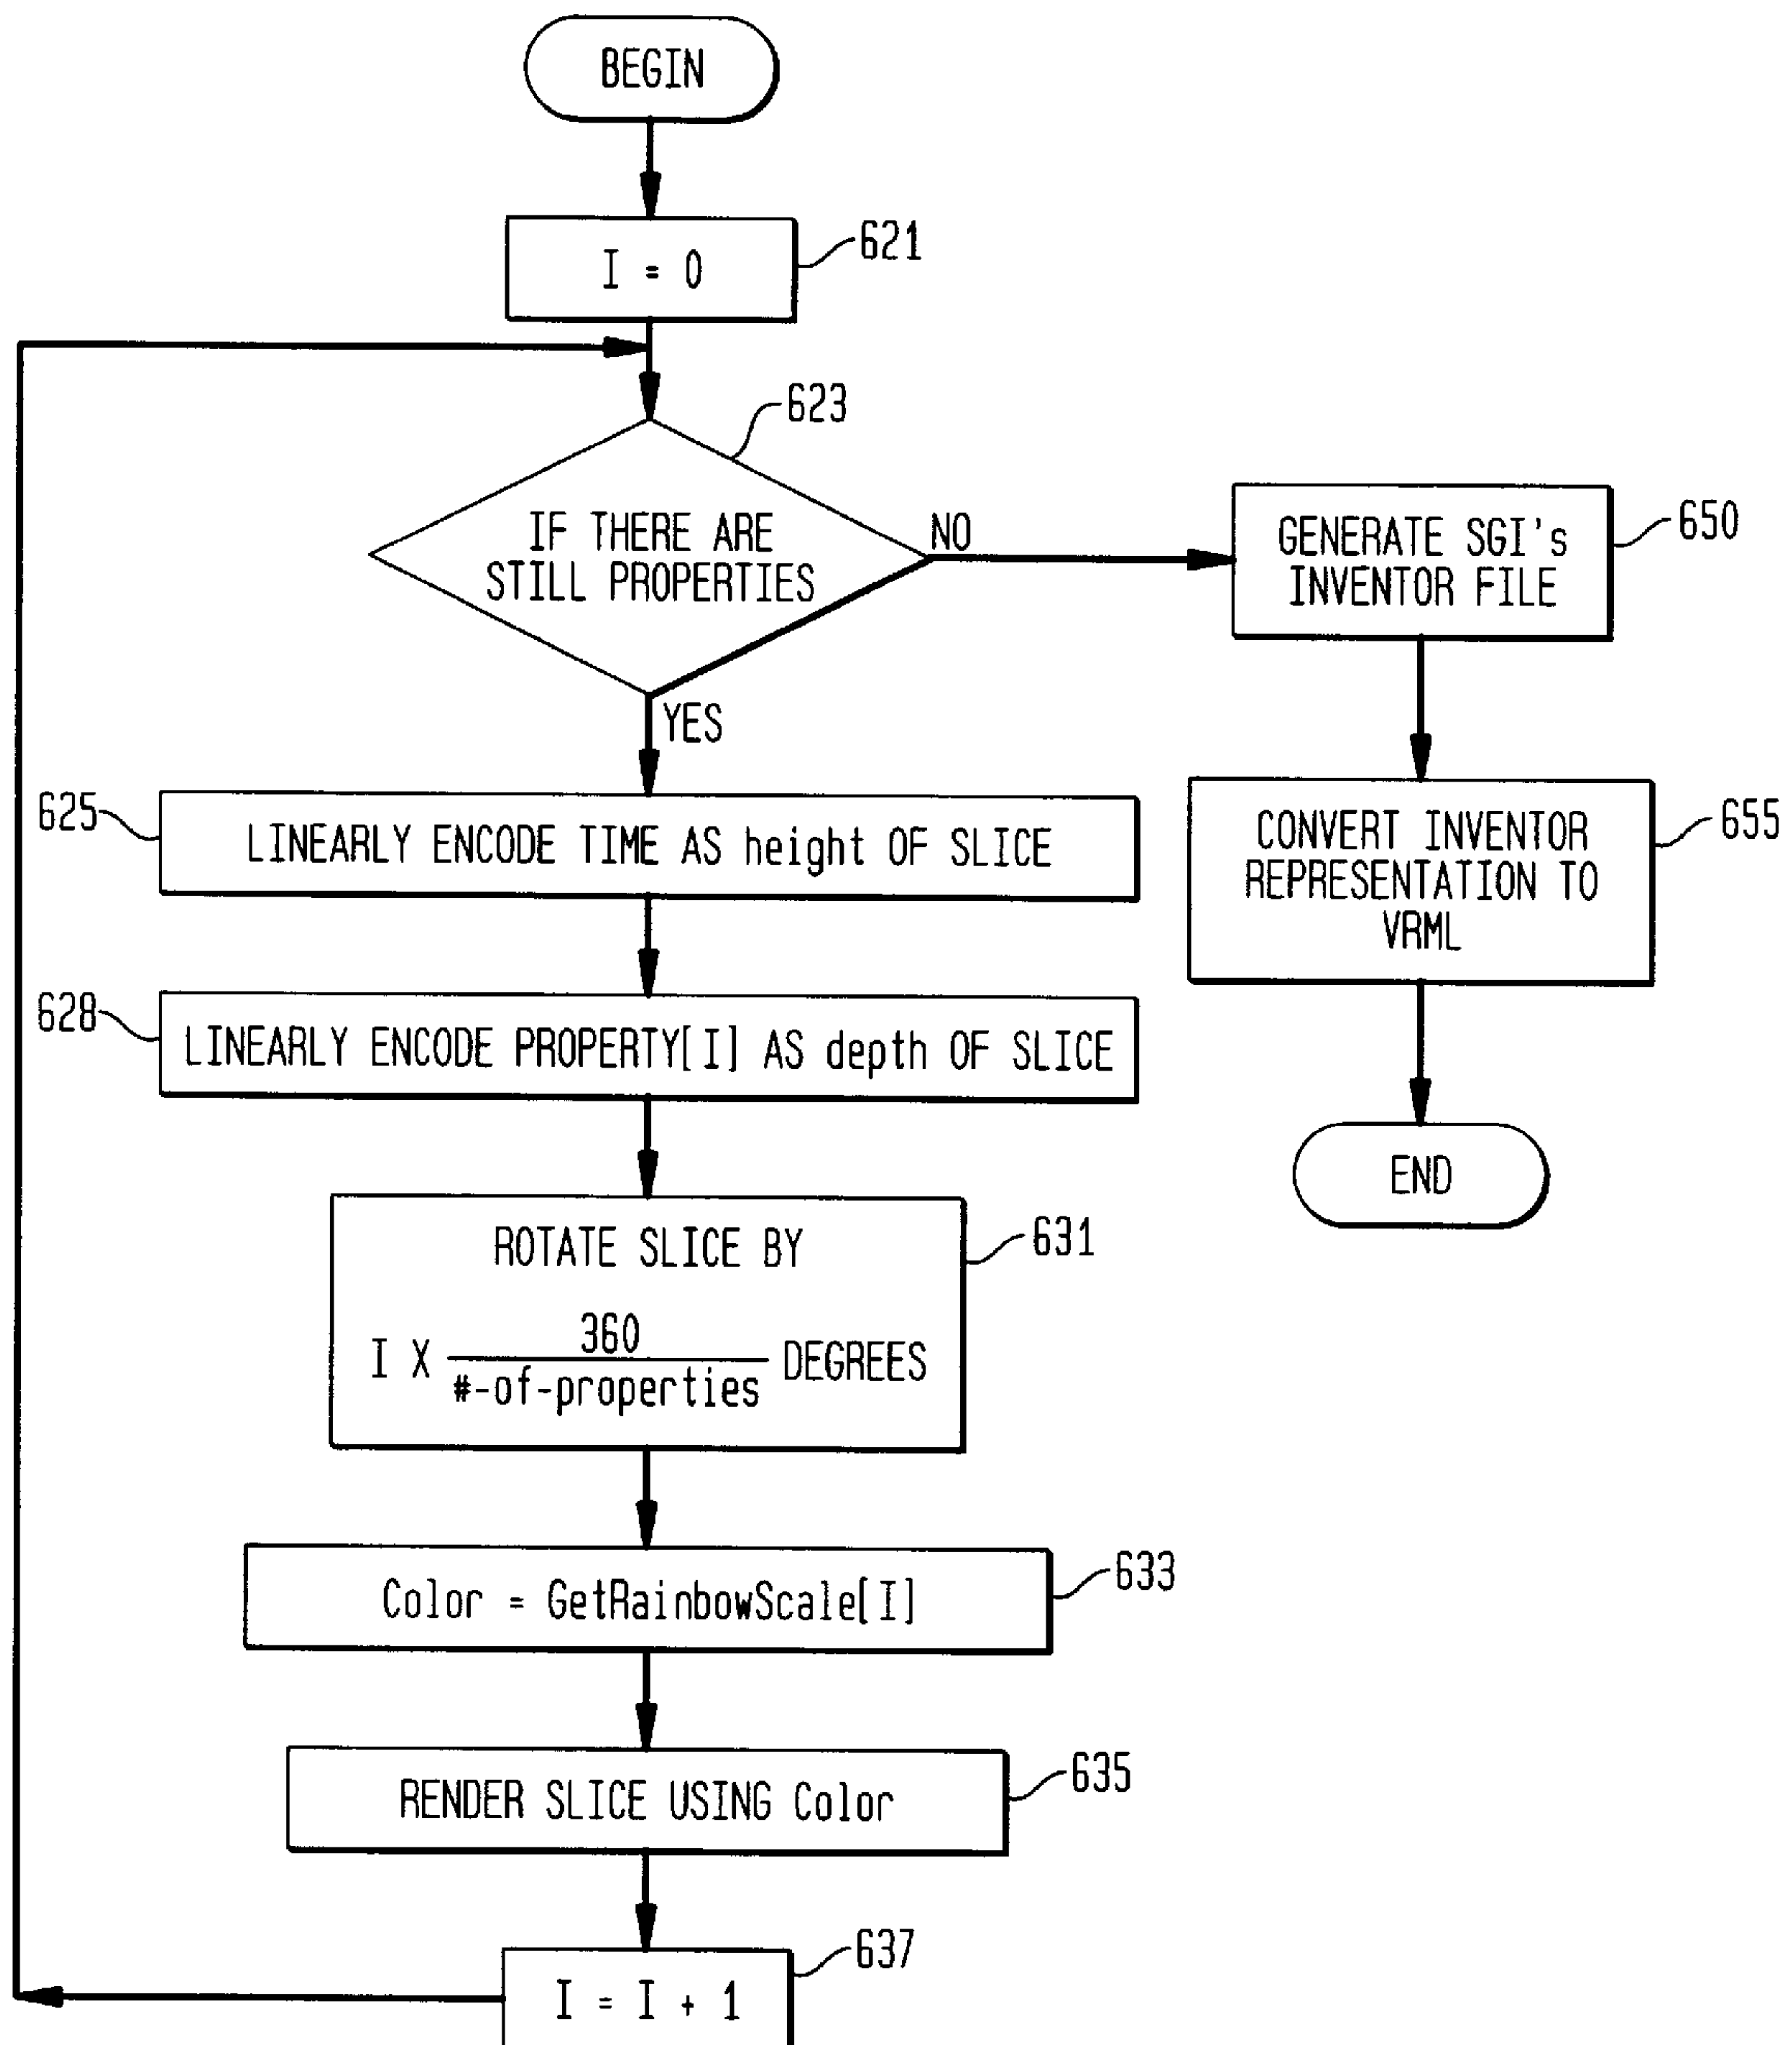 BEGIN
I = 0
621
623
IF THERE ARE
STILL PROPERTIES
NO
YES
GENERATE SGI's
INVENTOR FILE
650
625
LINEARLY ENCODE TIME AS height OF SLICE
CONVERT INVENTOR
REPRESENTATION TO
VRML
655
628
LINEARLY ENCODE PROPERTY[I] AS depth OF SLICE
END
ROTATE SLICE BY
I X 360 / #-of-properties DEGREES
631
Color = GetRainbowScale[I]
633
RENDER SLICE USING Color
635
I = I + 1
637